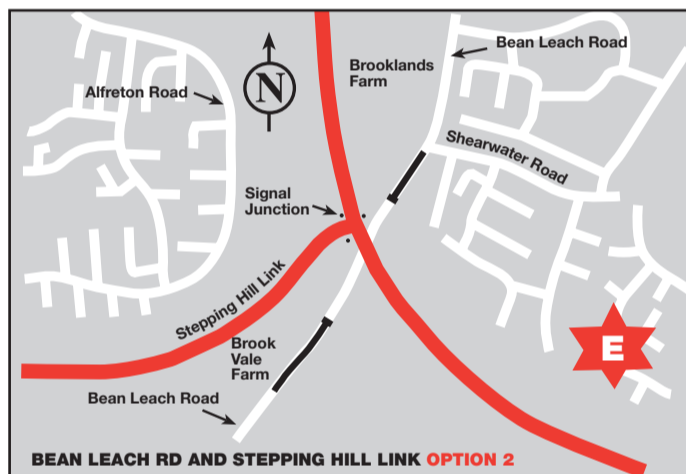 Bean Leach Road
Brooklands
Farm
Alfreton Road
N
Shearwater Road
Signal
Junction
Stepping Hill Link
Brook
Vale
Farm
E
Bean Leach Road
BEAN LEACH RD AND STEPPING HILL LINK OPTION 2